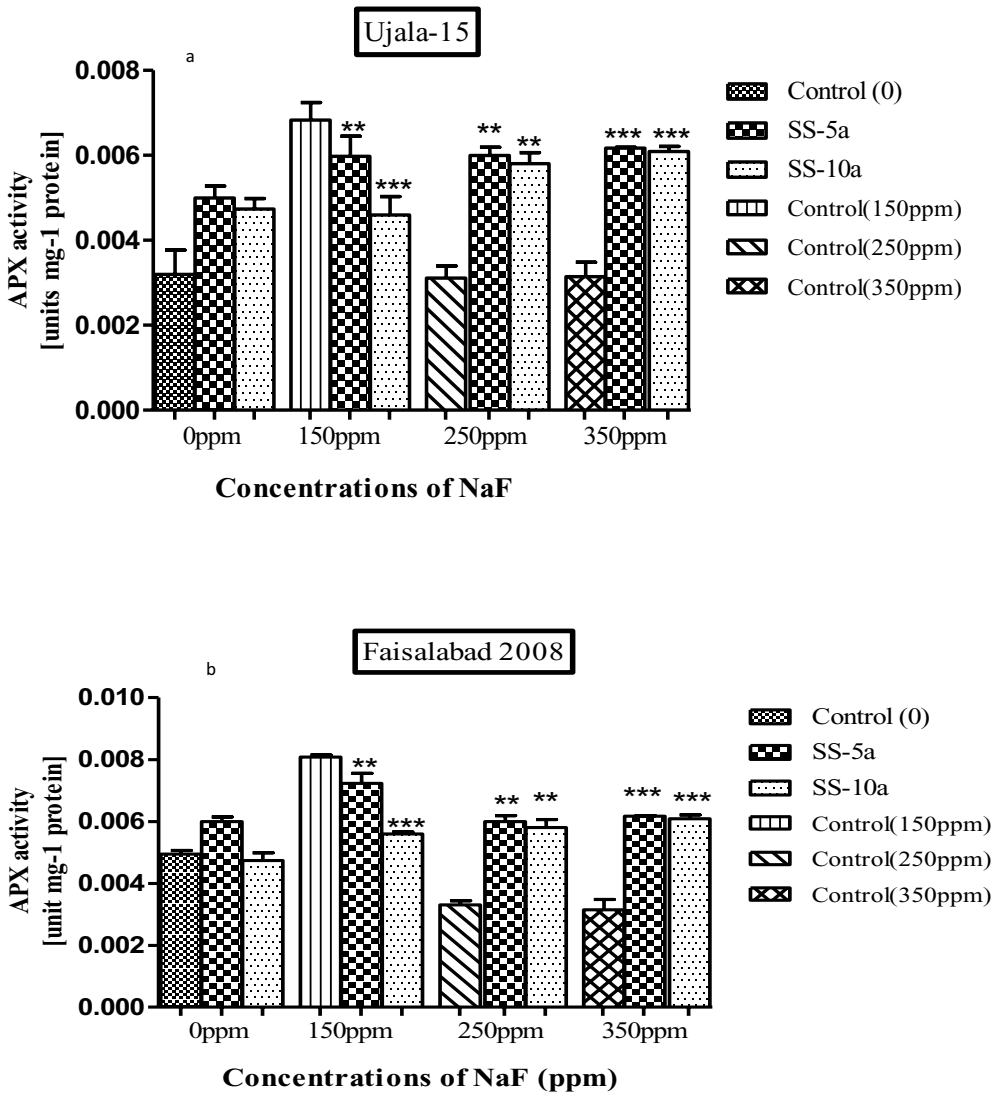 Ujala-15
a
0.008
0.006
0.004
0.002
0.000
APX activity
[units mg-1 protein]
** *** ** ** *** ***
0ppm 150ppm 250ppm 350ppm
Concentrations of NaF
Control (0)
SS-5a
SS-10a
Control(150ppm)
Control(250ppm)
Control(350ppm)
Faisalabad 2008
b
0.010
0.008
0.006
0.004
0.002
0.000
APX activity
[unit mg-1 protein]
** *** ** ** *** ***
0ppm 150ppm 250ppm 350ppm
Concentrations of NaF (ppm)
Control (0)
SS-5a
SS-10a
Control(150ppm)
Control(250ppm)
Control(350ppm)